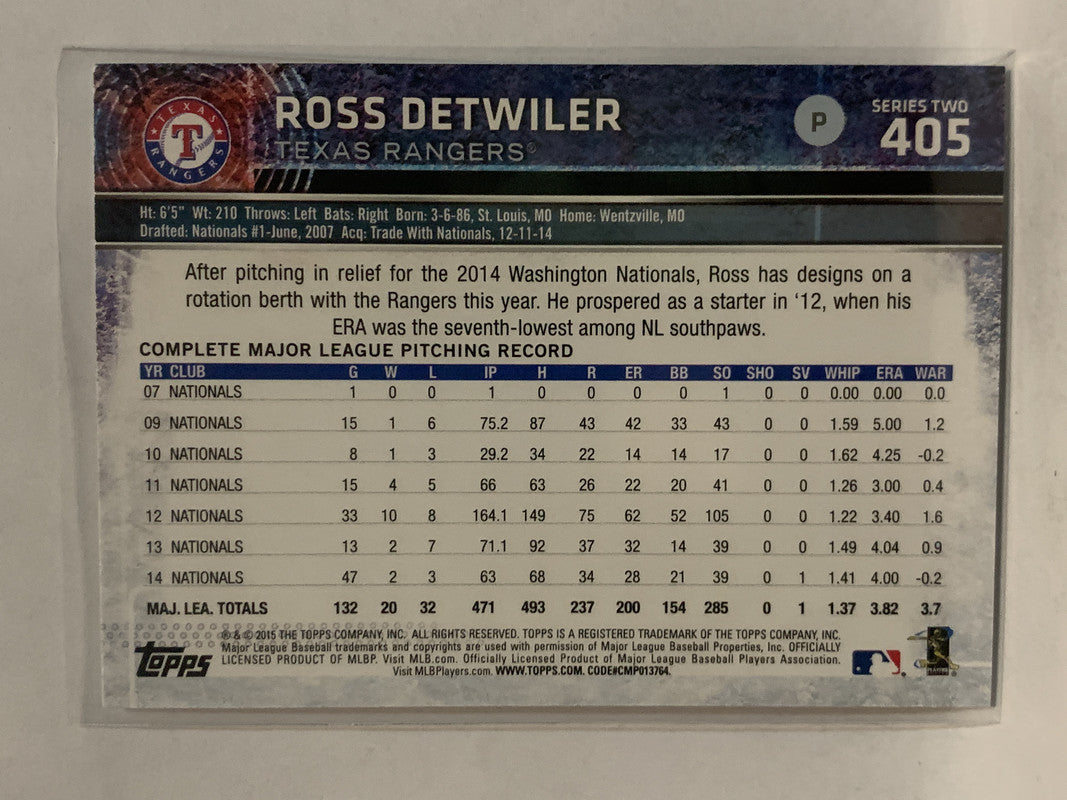 TEXAS RANGERS
T
ROSS DETWILER
TEXAS RANGERS®
P
SERIES TWO
405
Ht: 6'5" Wt: 210 Throws: Left Bats: Right Born: 3-6-86, St. Louis, MO Home: Wentzville, MO
Drafted: Nationals #1-June, 2007 Acq: Trade With Nationals, 12-11-14
After pitching in relief for the 2014 Washington Nationals, Ross has designs on a
rotation berth with the Rangers this year. He prospered as a starter in ‘12, when his
ERA was the seventh-lowest among NL southpaws.
COMPLETE MAJOR LEAGUE PITCHING RECORD
YR CLUB G W L IP H R ER BB SO SHO SV WHIP ERA WAR
07 NATIONALS 1 0 0 1 0 0 0 0 1 0 0 0.00 0.00 0.0
09 NATIONALS 15 1 6 75.2 87 43 42 33 43 0 0 1.59 5.00 1.2
10 NATIONALS 8 1 3 29.2 34 22 14 14 17 0 0 1.62 4.25 -0.2
11 NATIONALS 15 4 5 66 63 26 22 20 41 0 0 1.26 3.00 0.4
12 NATIONALS 33 10 8 164.1 149 75 62 52 105 0 0 1.22 3.40 1.6
13 NATIONALS 13 2 7 71.1 92 37 32 14 39 0 0 1.49 4.04 0.9
14 NATIONALS 47 2 3 63 68 34 28 21 39 0 1 1.41 4.00 -0.2
MAJ. LEA. TOTALS 132 20 32 471 493 237 200 154 285 0 1 1.37 3.82 3.7
® & © 2015 THE TOPPS COMPANY, INC. ALL RIGHTS RESERVED. TOPPS IS A REGISTERED TRADEMARK OF THE TOPPS COMPANY, INC.
Major League Baseball trademarks and copyrights are used with permission of Major League Baseball Properties, Inc. OFFICIALLY
LICENSED PRODUCT OF MLBP. Visit MLB.com. Officially Licensed Product of Major League Baseball Players Association.
Visit MLBPlayers.com. WWW.TOPPS.COM. CODE#CMP013764.
Topps